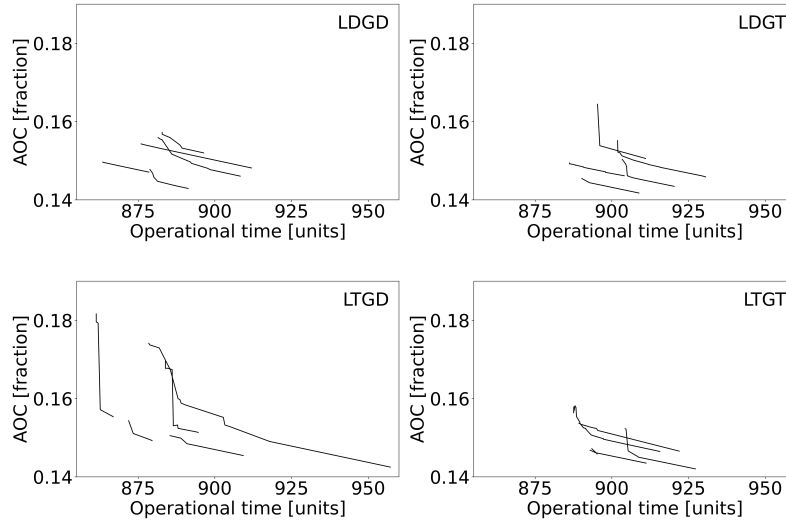 LDGD
AOC [fraction]
0.18
0.16
0.14
875 900 925 950
Operational time [units]
LDGT
AOC [fraction]
0.18
0.16
0.14
875 900 925 950
Operational time [units]
LTGD
AOC [fraction]
0.18
0.16
0.14
875 900 925 950
Operational time [units]
LTGT
AOC [fraction]
0.18
0.16
0.14
875 900 925 950
Operational time [units]